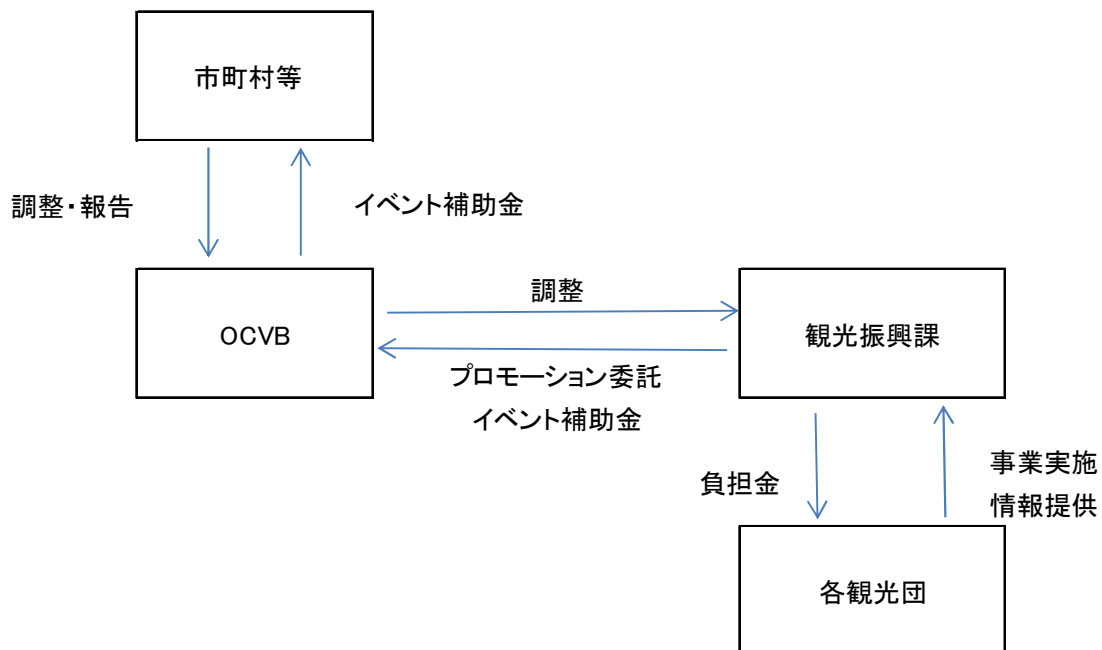 市町村等
調整・報告
イベント補助金
OCVB
調整
観光振興課
プロモーション委託
イベント補助金
負担金
事業実施
情報提供
各観光団